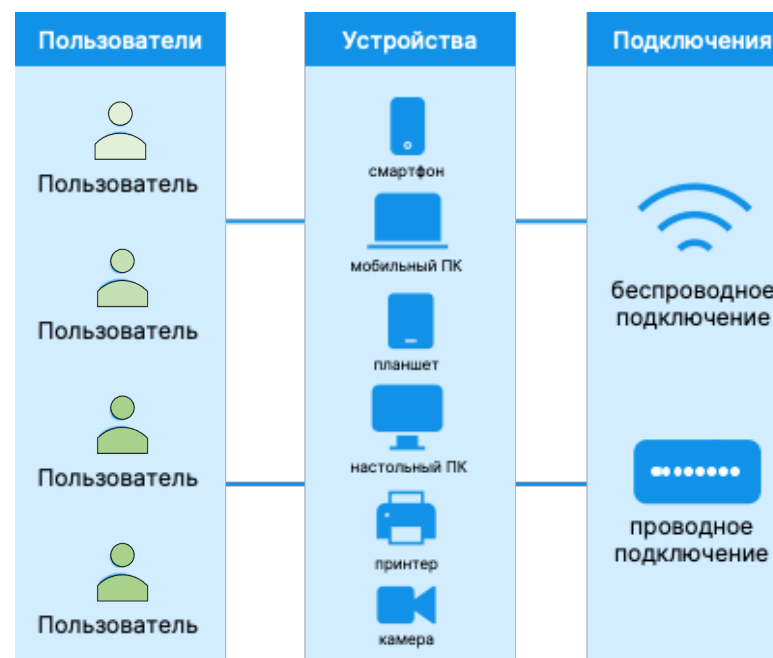 Пользователи
Пользователь
Пользователь
Пользователь
Пользователь
Устройства
смартфон
мобильный ПК
планшет
настольный ПК
принтер
камера
Подключения
беспроводное
подключение
проводное
подключение